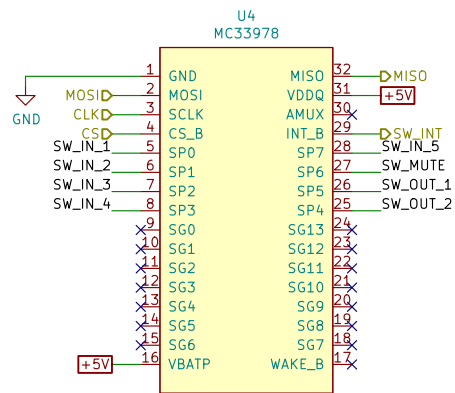 U4
MC33978
1 GND MISO 32 MISO
MOSI 2 MOSI VDDQ 31 +5V
GND
CLK 3 SCLK AMUX 30
CS 4 CS_B INT_B 29 SW_INT
SW_IN_1 5 SP0 SP7 28 SW_IN_5
SW_IN_2 6 SP1 SP6 27 SW_MUTE
SW_IN_3 7 SP2 SP5 26 SW_OUT_1
SW_IN_4 8 SP3 SP4 25 SW_OUT_2
9 SG0 SG13 24
10 SG1 SG12 23
11 SG2 SG11 22
12 SG3 SG10 21
13 SG4 SG9 20
14 SG5 SG8 19
15 SG6 SG7 18
+5V 16 VBATP WAKE_B 17